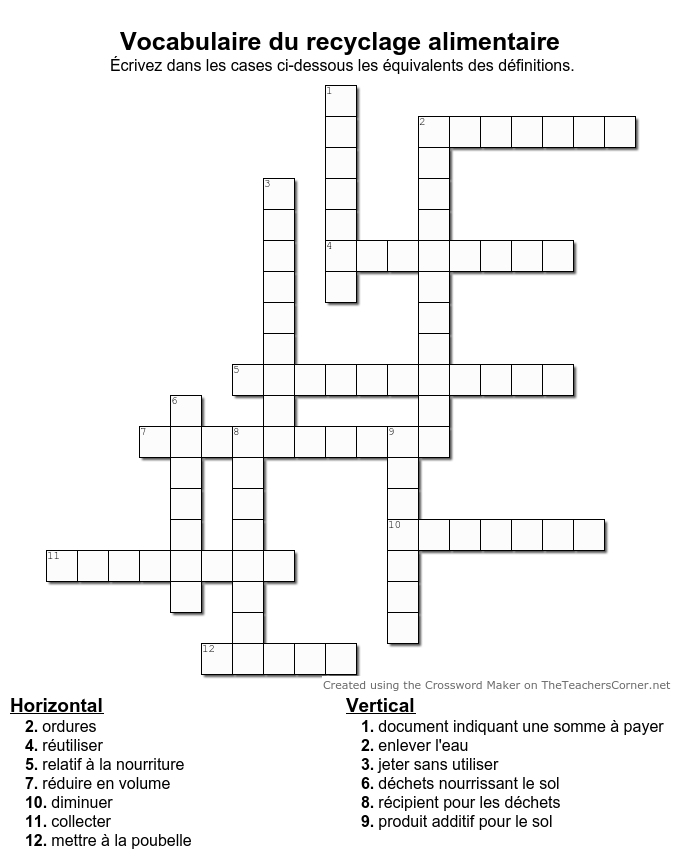 Vocabulaire du recyclage alimentaire
Écrivez dans les cases ci-dessous les équivalents des définitions.
1
2
3
4
5
6
7 8 9
10
11
12
Created using the Crossword Maker on TheTeachersCorner.net
Horizontal
2. ordures
4. réutiliser
5. relatif à la nourriture
7. réduire en volume
10. diminuer
11. collecter
12. mettre à la poubelle
Vertical
1. document indiquant une somme à payer
2. enlever l'eau
3. jeter sans utiliser
6. déchets nourrissant le sol
8. récipient pour les déchets
9. produit additif pour le sol